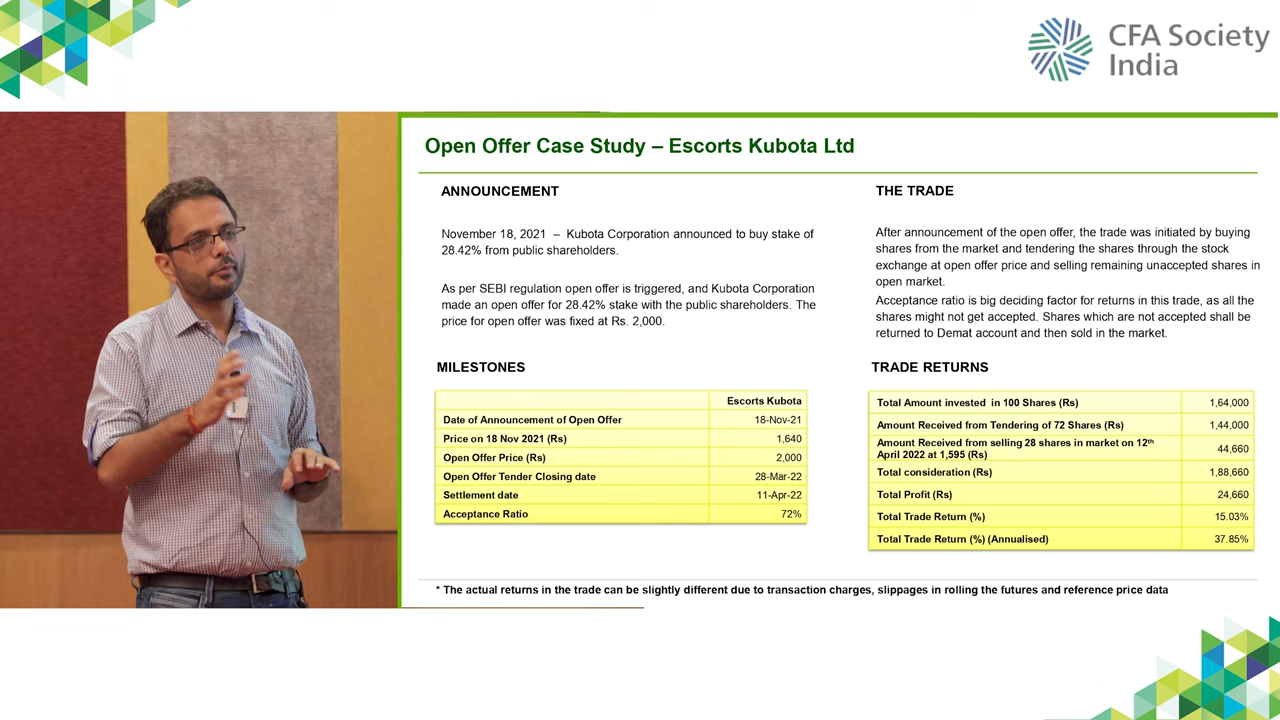 CFA Society
India
Open Offer Case Study – Escorts Kubota Ltd
ANNOUNCEMENT
November 18, 2021 – Kubota Corporation announced to buy stake of
28.42% from public shareholders.
As per SEBI regulation open offer is triggered, and Kubota Corporation
made an open offer for 28.42% stake with the public shareholders. The
price for open offer was fixed at Rs. 2,000.
THE TRADE
After announcement of the open offer, the trade was initiated by buying
shares from the market and tendering the shares through the stock
exchange at open offer price and selling remaining unaccepted shares in
open market.
Acceptance ratio is big deciding factor for returns in this trade, as all the
shares might not get accepted. Shares which are not accepted shall be
returned to Demat account and then sold in the market.
MILESTONES
Escorts Kubota
Date of Announcement of Open Offer 18-Nov-21
Price on 18 Nov 2021 (Rs) 1,640
Open Offer Price (Rs) 2,000
Open Offer Tender Closing date 28-Mar-22
Settlement date 11-Apr-22
Acceptance Ratio 72%
TRADE RETURNS
Total Amount invested in 100 Shares (Rs) 1,64,000
Amount Received from Tendering of 72 Shares (Rs) 1,44,000
Amount Received from selling 28 shares in market on 12th
April 2022 at 1,595 (Rs) 44,660
Total consideration (Rs) 1,88,660
Total Profit (Rs) 24,660
Total Trade Return (%) 15.03%
Total Trade Return (%) (Annualised) 37.85%
* The actual returns in the trade can be slightly different due to transaction charges, slippages in rolling the futures and reference price data